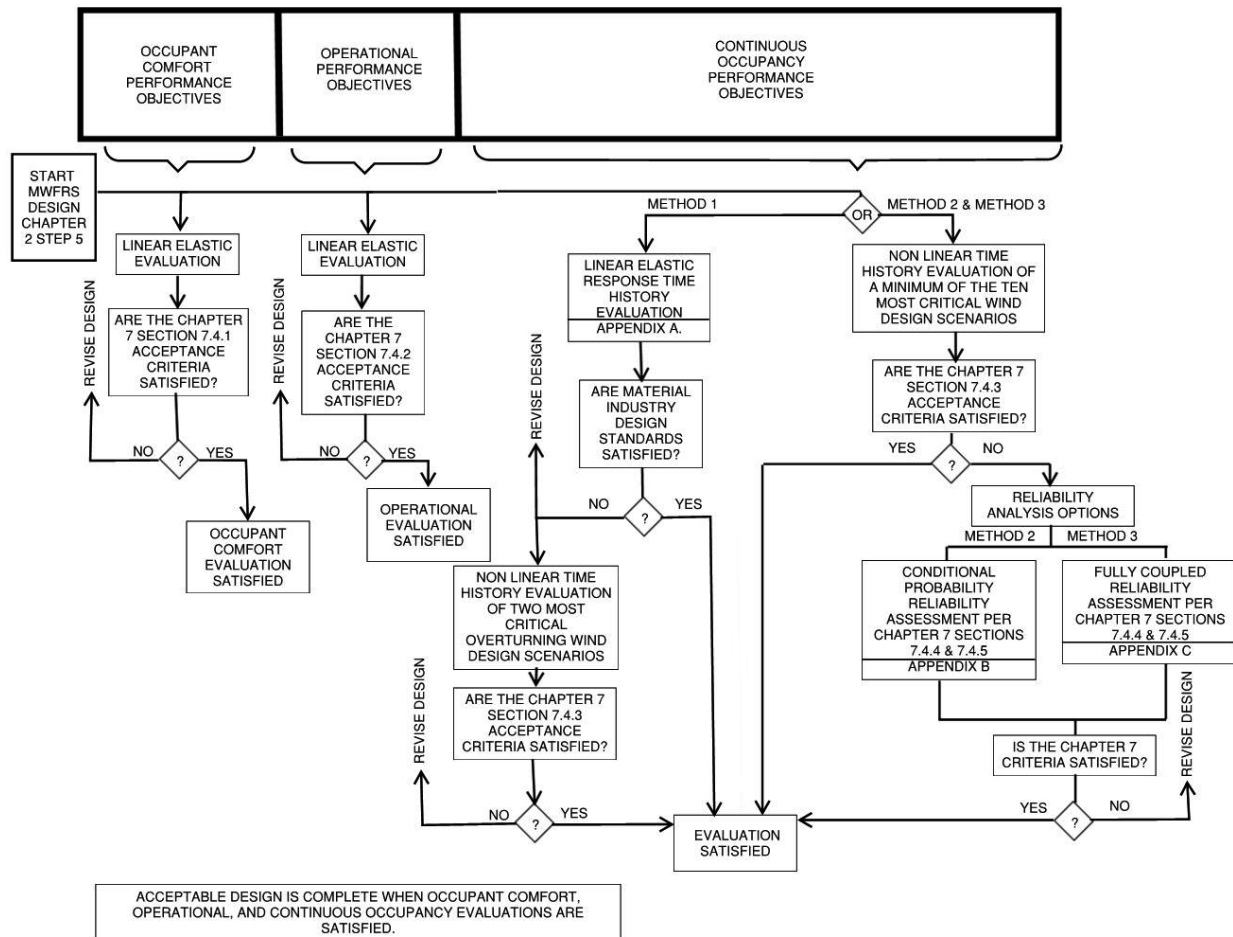 OCCUPANT
COMFORT
PERFORMANCE
OBJECTIVES
OPERATIONAL
PERFORMANCE
OBJECTIVES
CONTINUOUS
OCCUPANCY
PERFORMANCE
OBJECTIVES
START
MWFRS
DESIGN
CHAPTER
2 STEP 5
LINEAR ELASTIC
EVALUATION
REVISE DESIGN
ARE THE CHAPTER
7 SECTION 7.4.1
ACCEPTANCE
CRITERIA
SATISFIED?
NO
?
YES
OCCUPANT
COMFORT
EVALUATION
SATISFIED
LINEAR ELASTIC
EVALUATION
REVISE DESIGN
ARE THE
CHAPTER 7
SECTION 7.4.2
ACCEPTANCE
CRITERIA
SATISFIED?
NO
?
YES
OPERATIONAL
EVALUATION
SATISFIED
METHOD 1
OR
METHOD 2 & METHOD 3
LINEAR ELASTIC
RESPONSE TIME
HISTORY
EVALUATION
APPENDIX A.
REVISE DESIGN
ARE MATERIAL
INDUSTRY
DESIGN
STANDARDS
SATISFIED?
NO
?
YES
NON LINEAR TIME
HISTORY EVALUATION
OF TWO MOST
CRITICAL
OVERTURNING WIND
DESIGN SCENARIOS
REVISE DESIGN
ARE THE CHAPTER 7
SECTION 7.4.3
ACCEPTANCE
CRITERIA SATISFIED?
NO
?
YES
NON LINEAR TIME
HISTORY EVALUATION OF
A MINIMUM OF THE TEN
MOST CRITICAL WIND
DESIGN SCENARIOS
ARE THE CHAPTER 7
SECTION 7.4.3
ACCEPTANCE
CRITERIA SATISFIED?
YES
?
NO
RELIABILITY
ANALYSIS OPTIONS
METHOD 2
METHOD 3
CONDITIONAL
PROBABILITY
RELIABILITY
ASSESSMENT PER
CHAPTER 7 SECTIONS
7.4.4 & 7.4.5
APPENDIX B
FULLY COUPLED
RELIABILITY
ASSESSMENT PER
CHAPTER 7 SECTIONS
7.4.4 & 7.4.5
APPENDIX C
IS THE CHAPTER 7
CRITERIA SATISFIED?
REVISE DESIGN
YES
?
NO
EVALUATION
SATISFIED
ACCEPTABLE DESIGN IS COMPLETE WHEN OCCUPANT COMFORT,
OPERATIONAL, AND CONTINUOUS OCCUPANCY EVALUATIONS ARE
SATISFIED.